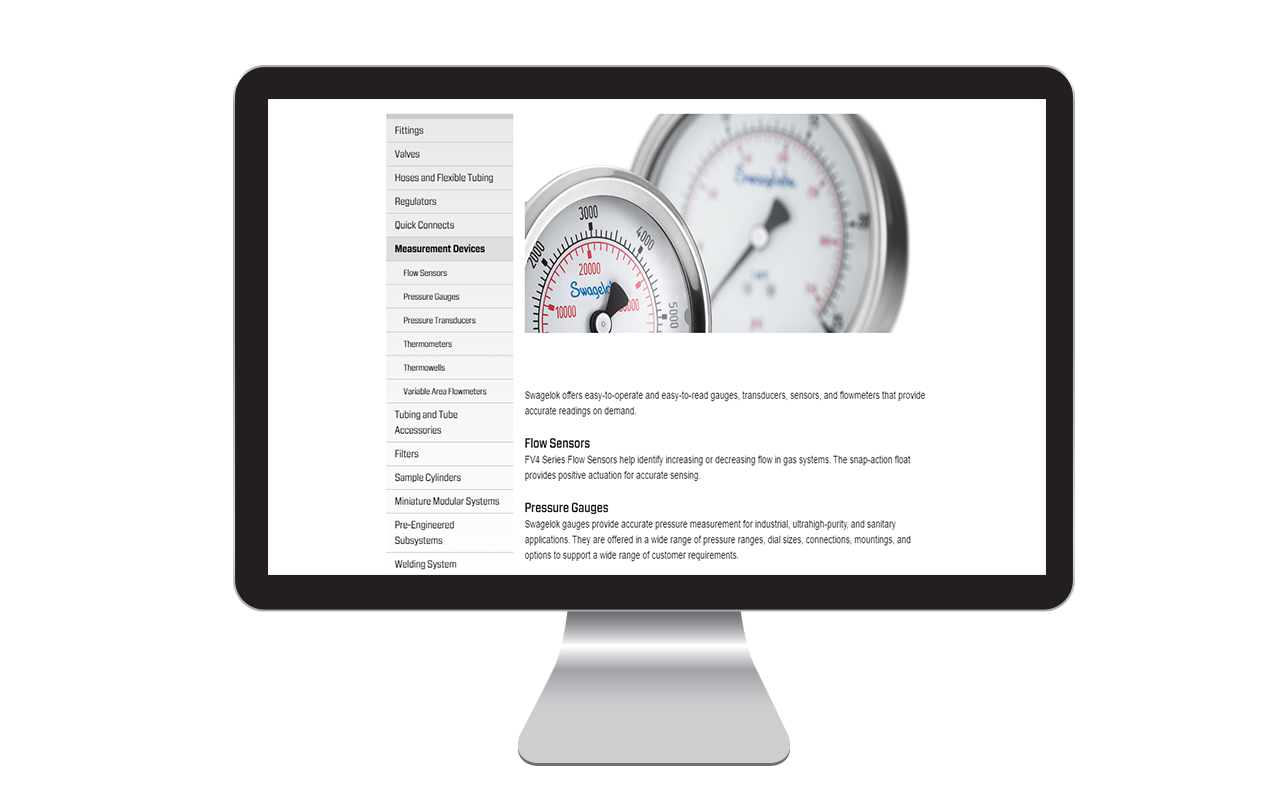 Fittings
Valves
Hoses and Flexible Tubing
Regulators
Quick Connects
Measurement Devices
Flow Sensors
Pressure Gauges
Pressure Transducers
Thermometers
Thermowells
Variable Area Flowmeters
Tubing and Tube
Accessories
Filters
Sample Cylinders
Miniature Modular Systems
Pre-Engineered
Subsystems
Welding System
2000
3000
4000
5000
10000
20000
Swagelok
Swagelok
Swagelok offers easy-to-operate and easy-to-read gauges, transducers, sensors, and flowmeters that provide
accurate readings on demand.
Flow Sensors
FV4 Series Flow Sensors help identify increasing or decreasing flow in gas systems. The snap-action float
provides positive actuation for accurate sensing.
Pressure Gauges
Swagelok gauges provide accurate pressure measurement for industrial, ultrahigh-purity, and sanitary
applications. They are offered in a wide range of pressure ranges, dial sizes, connections, mountings, and
options to support a wide range of customer requirements.